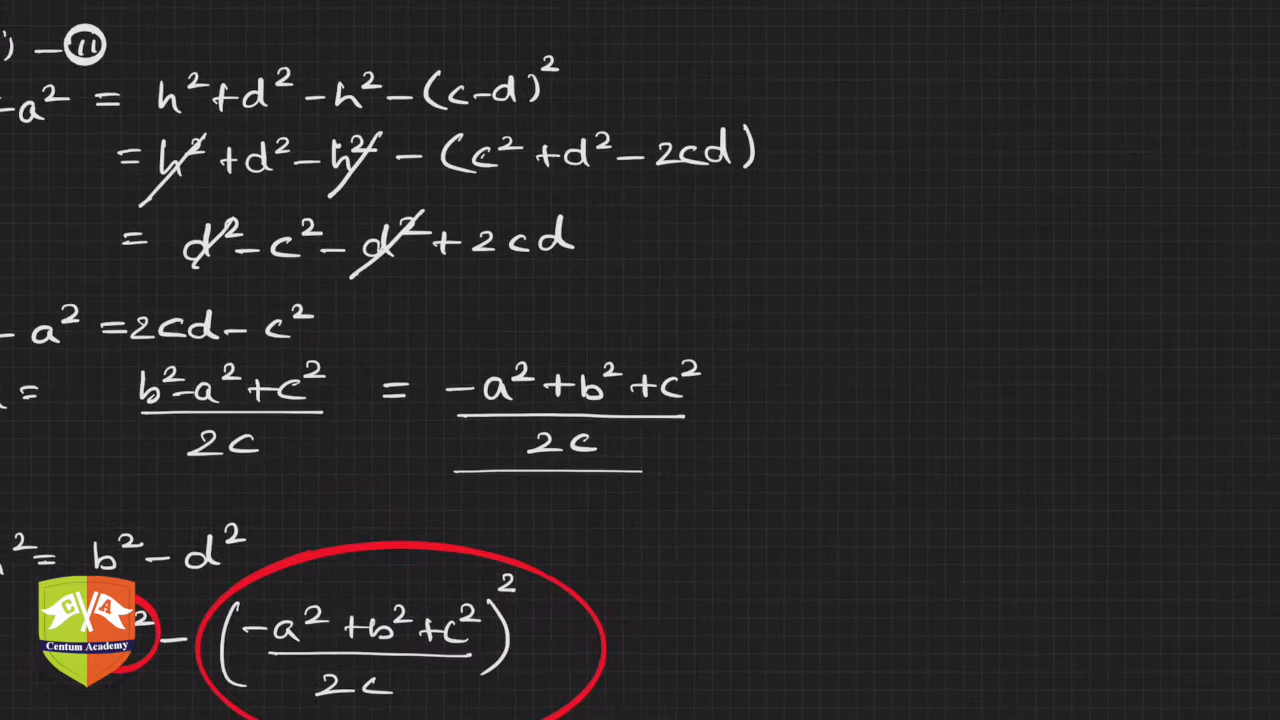 ') - (11)
-a² = h² + d² - h² - (c-d)²
= h² + d² - h² - (c² + d² - 2cd)
= d² - c² - d² + 2cd
- a² = 2cd - c²
= b² - a² + c² / 2c = -a² + b² + c² / 2c
² = b² - d²
² - (-a² + b² + c² / 2c)²
C A
Centum Academy